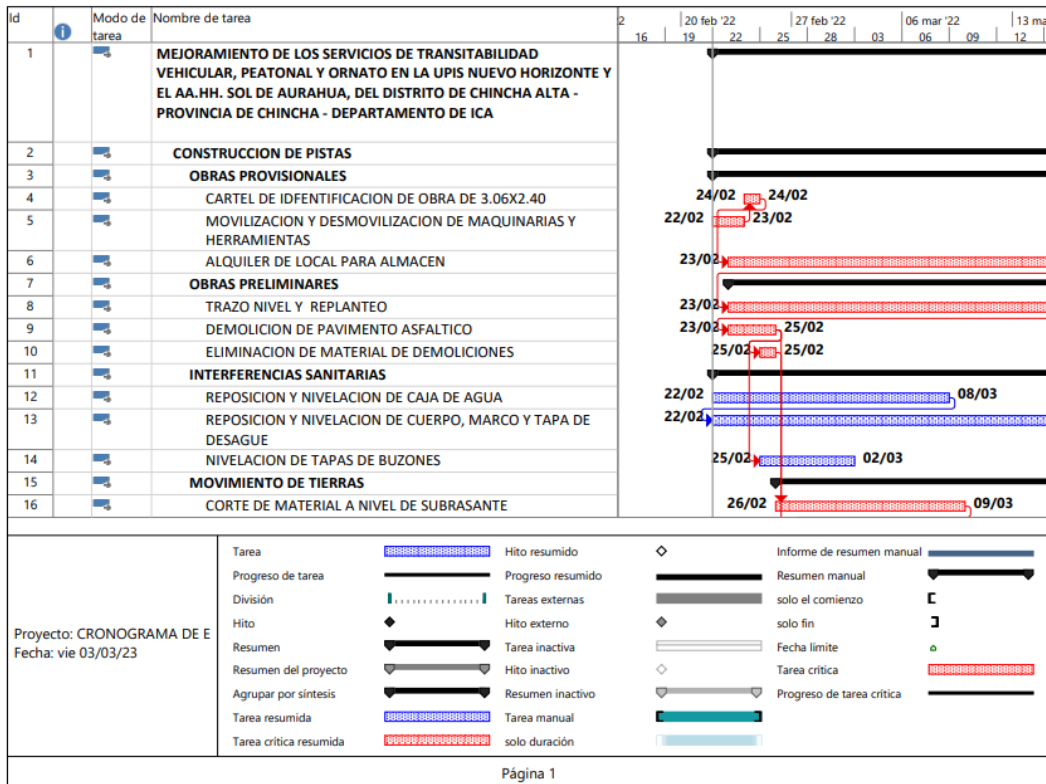 Id
Modo de tarea
Nombre de tarea
2
20 feb '22
27 feb '22
06 mar '22
13 ma
16 19 22 25 28 03 06 09 12
1
MEJORAMIENTO DE LOS SERVICIOS DE TRANSITABILIDAD
VEHICULAR, PEATONAL Y ORNATO EN LA UPIS NUEVO HORIZONTE Y
EL AA.HH. SOL DE AURAHUA, DEL DISTRITO DE CHINCHA ALTA -
PROVINCIA DE CHINCHA - DEPARTAMENTO DE ICA
2 CONSTRUCCION DE PISTAS
3 OBRAS PROVISIONALES
4 CARTEL DE IDFENTIFICACION DE OBRA DE 3.06X2.40 24/02 24/02
5 MOVILIZACION Y DESMOVILIZACION DE MAQUINARIAS Y 22/02 23/02
HERRAMIENTAS
6 ALQUILER DE LOCAL PARA ALMACEN 23/02
7 OBRAS PRELIMINARES
8 TRAZO NIVEL Y REPLANTEO 23/02
9 DEMOLICION DE PAVIMENTO ASFALTICO 23/02 25/02
10 ELIMINACION DE MATERIAL DE DEMOLICIONES 25/02 25/02
11 INTERFERENCIAS SANITARIAS
12 REPOSICION Y NIVELACION DE CAJA DE AGUA 22/02 08/03
13 REPOSICION Y NIVELACION DE CUERPO, MARCO Y TAPA DE 22/02
DESAGUE
14 NIVELACION DE TAPAS DE BUZONES 25/02 02/03
15 MOVIMIENTO DE TIERRAS
16 CORTE DE MATERIAL A NIVEL DE SUBRASANTE 26/02 09/03
Proyecto: CRONOGRAMA DE E
Fecha: vie 03/03/23
Tarea
Progreso de tarea
División
Hito
Resumen
Resumen del proyecto
Agrupar por síntesis
Tarea resumida
Tarea crítica resumida
Hito resumido
Progreso resumido
Tareas externas
Hito externo
Tarea inactiva
Hito inactivo
Resumen inactivo
Tarea manual
solo duración
Informe de resumen manual
Resumen manual
solo el comienzo
solo fin
Fecha límite
Tarea crítica
Progreso de tarea crítica
Página 1